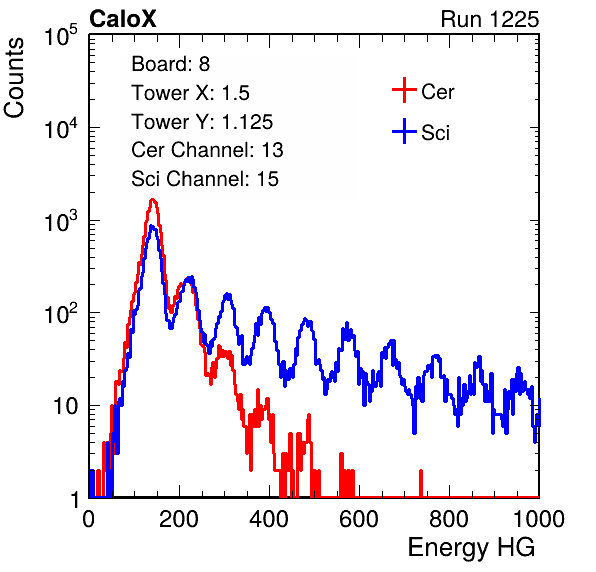 CaloX Run 1225
Counts
10^5
10^4
10^3
10^2
10
1
Board: 8
Tower X: 1.5
Tower Y: 1.125
Cer Channel: 13
Sci Channel: 15
Cer
Sci
0 200 400 600 800 1000
Energy HG